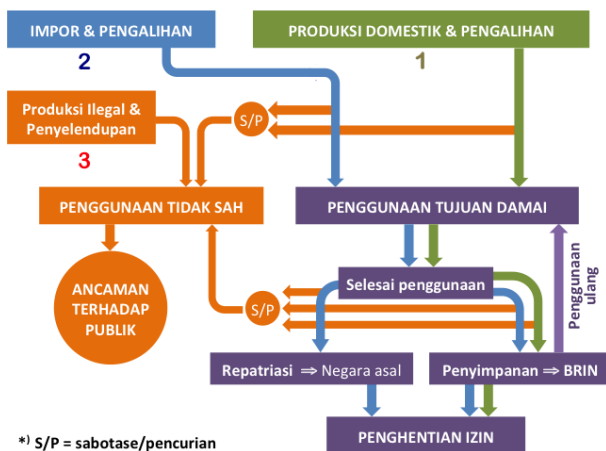 IMPOR & PENGALIHAN
PRODUKSI DOMESTIK & PENGALIHAN
2
1
Produksi Ilegal &
Penyelendupan
3
S/P
PENGGUNAAN TIDAK SAH
PENGGUNAAN TUJUAN DAMAI
ANCAMAN
TERHADAP
PUBLIK
Selesai penggunaan
Penggunaan
ulang
S/P
Repatriasi ⇒ Negara asal
Penyimpanan ⇒ BRIN
PENGHENTIAN IZIN
*) S/P = sabotase/pencurian